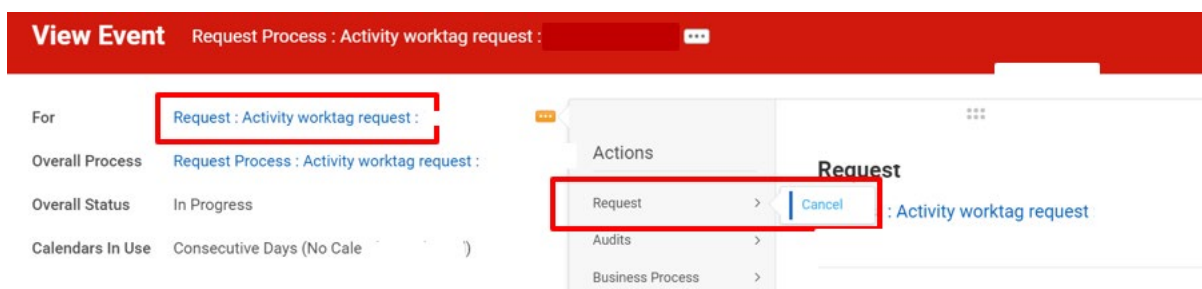 View Event Request Process : Activity worktag request :
For Request : Activity worktag request :
Overall Process Request Process : Activity worktag request :
Overall Status In Progress
Calendars In Use Consecutive Days (No Cale )
Actions
Request
Cancel
Audits
Business Process
Request
: Activity worktag request